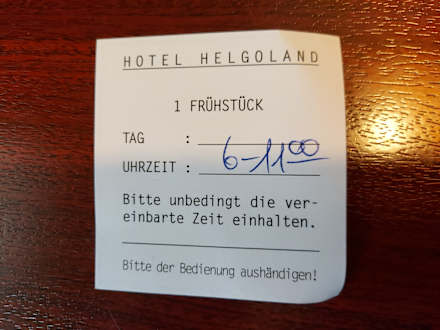 HOTEL HELGOLAND
1 FRÜHSTÜCK
TAG :
UHRZEIT : 6-11⁰⁰
Bitte unbedingt die ver-
einbarte Zeit einhalten.
Bitte der Bedienung aushändigen!